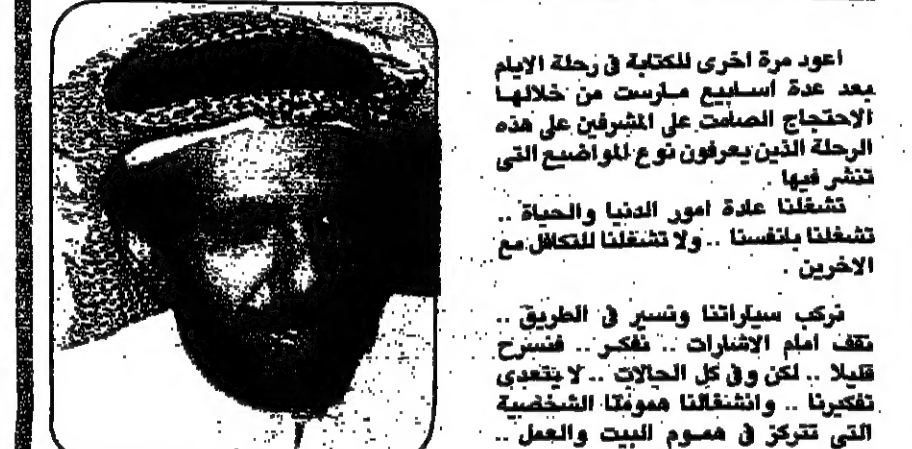 اعود مرة اخرى للكتابة في رحلة الايام
بعد عدة اسابيع مارست من خلالها
الاحتجاج الصامت على المشرفين على هذه
الرحلة الذين يعرفون نوع المواضيع التي
تنشر فيها .
تشغلنا عادة امور الدنيا والحياة ..
تشغلنا بانفسنا .. ولا تشغلنا للتكافل مع
الاخرين .
نركب سياراتنا ونسير في الطريق ..
نقف امام الاشارات .. نفكر .. فنسرح
قليلا .. لكن وفي كل الحالات .. لا يتعدى
تفكيرنا .. وانشغالنا همومنا الشخصية
التي تتركز في هموم البيت والعمل ..